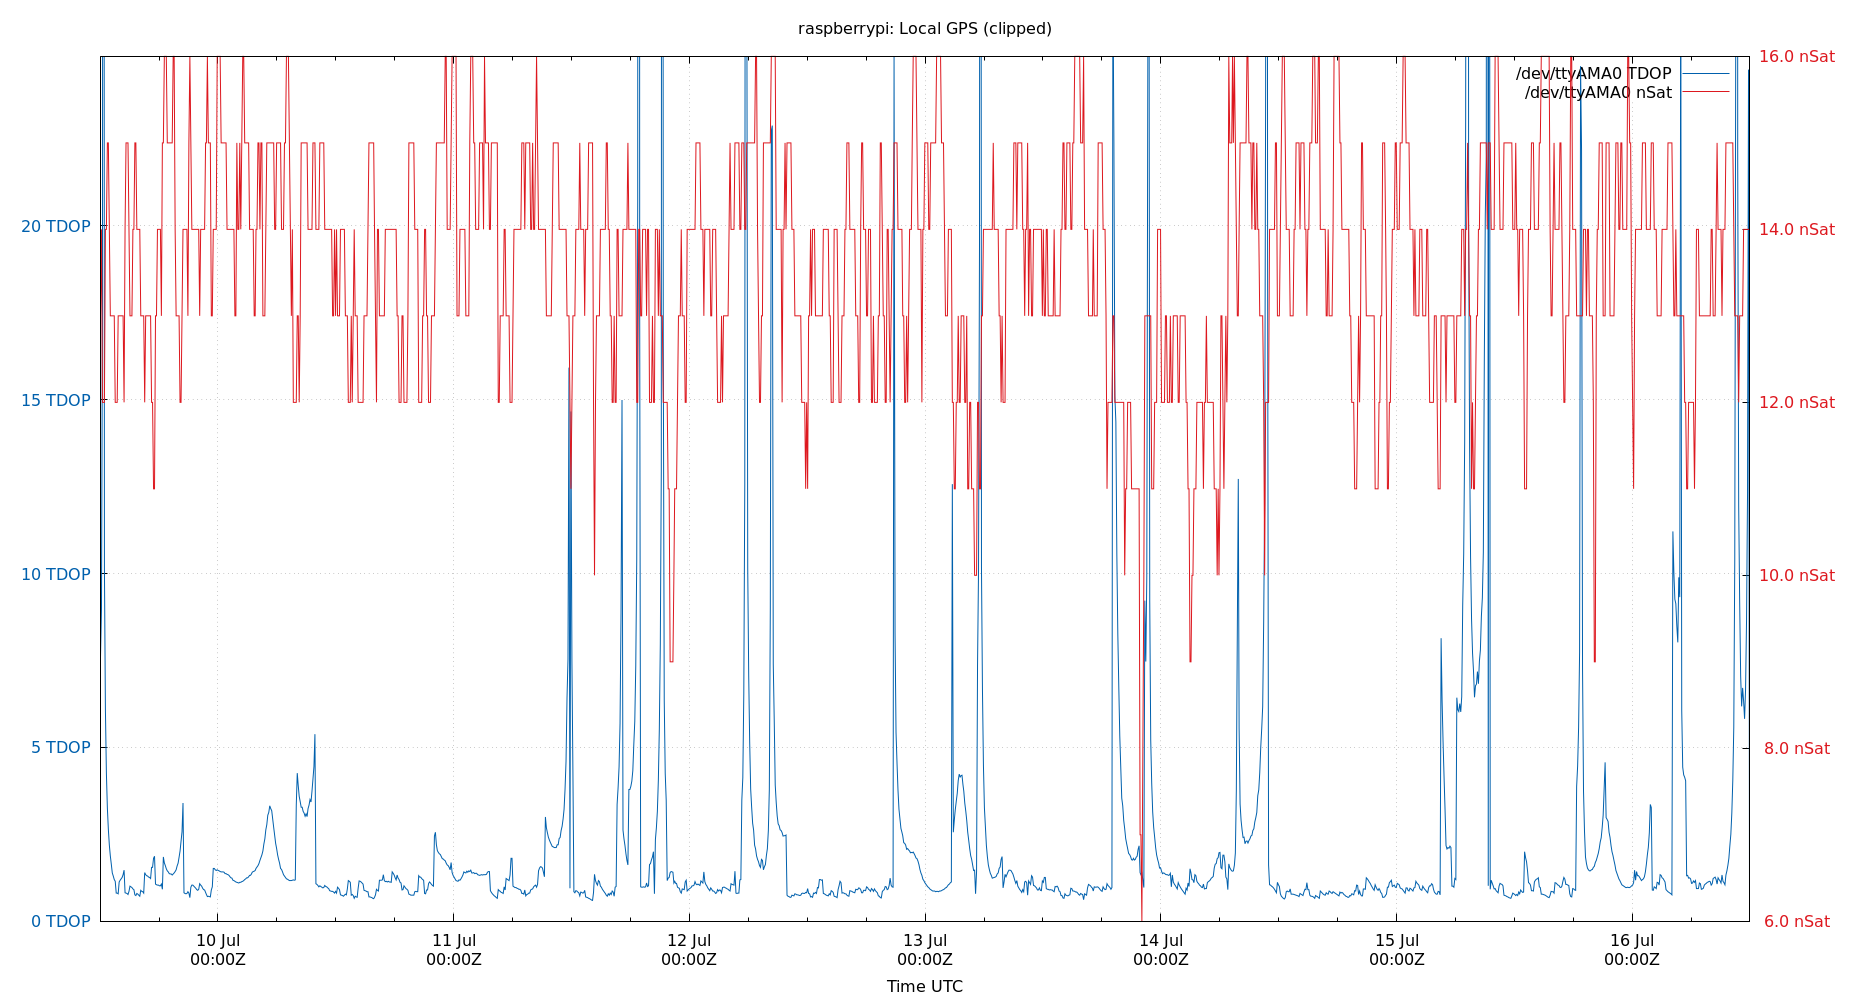 raspberrypi: Local GPS (clipped)
16.0 nSat
/dev/ttyAMA0 TDOP
/dev/ttyAMA0 nSat
20 TDOP
14.0 nSat
15 TDOP
12.0 nSat
10 TDOP
10.0 nSat
5 TDOP
8.0 nSat
0 TDOP
6.0 nSat
10 Jul 11 Jul 12 Jul 13 Jul 14 Jul 15 Jul 16 Jul
00:00Z 00:00Z 00:00Z 00:00Z 00:00Z 00:00Z 00:00Z
Time UTC